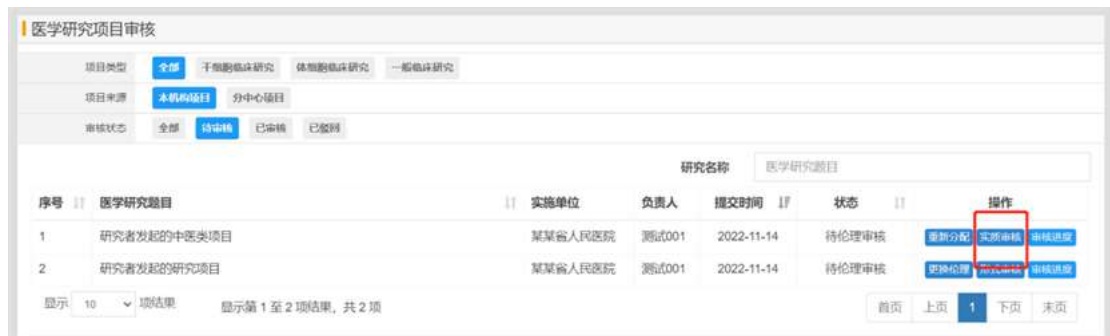 医学研究项目审核
项目类型 全部 干细胞临床研究 体细胞临床研究 一般临床研究
项目来源 本机构项目 分中心项目
审核状态 全部 待审核 已审核 已驳回
研究名称 医学研究题目
序号 医学研究题目 实施单位 负责人 提交时间 状态 操作
1 研究者发起的中医类项目 某某省人民医院 测试001 2022-11-14 待伦理审核 重新分配 实质审核 审核进度
2 研究者发起的研究项目 某某省人民医院 测试001 2022-11-14 待伦理审核 更换伦理 形式审核 审核进度
显示 10 项结果 显示第 1 至 2 项结果，共 2 项 首页 上页 1 下页 末页